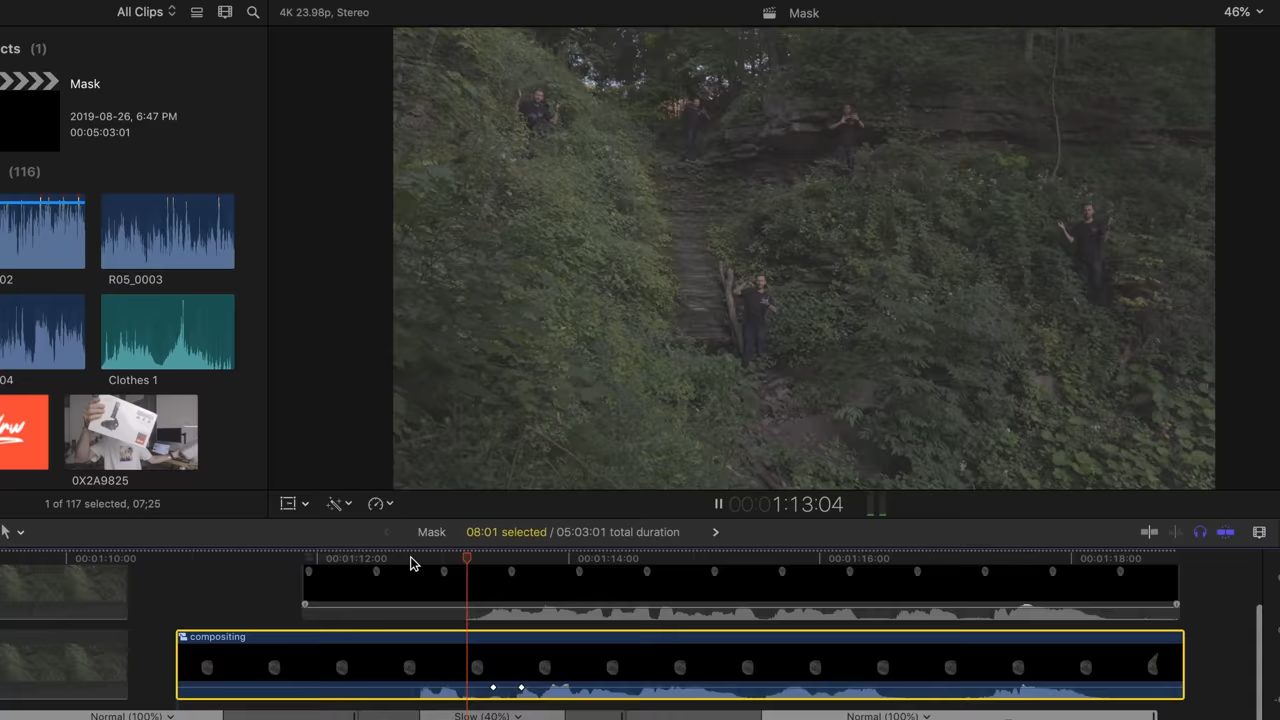 All Clips
4K 23.98p, Stereo
Mask
46%
cts (1)
Mask
2019-08-26, 6:47 PM
00:05:03:01
(116)
02
R05_0003
04
Clothes 1
0X2A9825
1 of 117 selected, 07:25
00:00:01:13:04
Mask
08:01 selected / 05:03:01 total duration
00:01:10:00
00:01:12:00
00:01:14:00
00:01:16:00
00:01:18:00
compositing
Normal (100%)
Slow (40%)
Normal (100%)